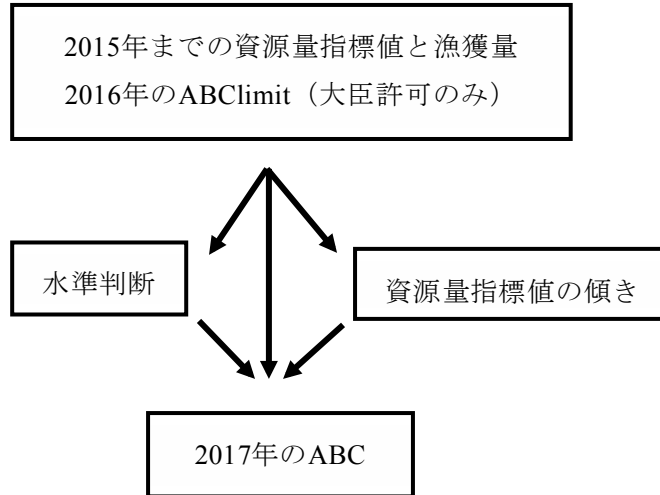 2015年までの資源量指標値と漁獲量
2016年のABClimit（大臣許可のみ）
水準判断
資源量指標値の傾き
2017年のABC